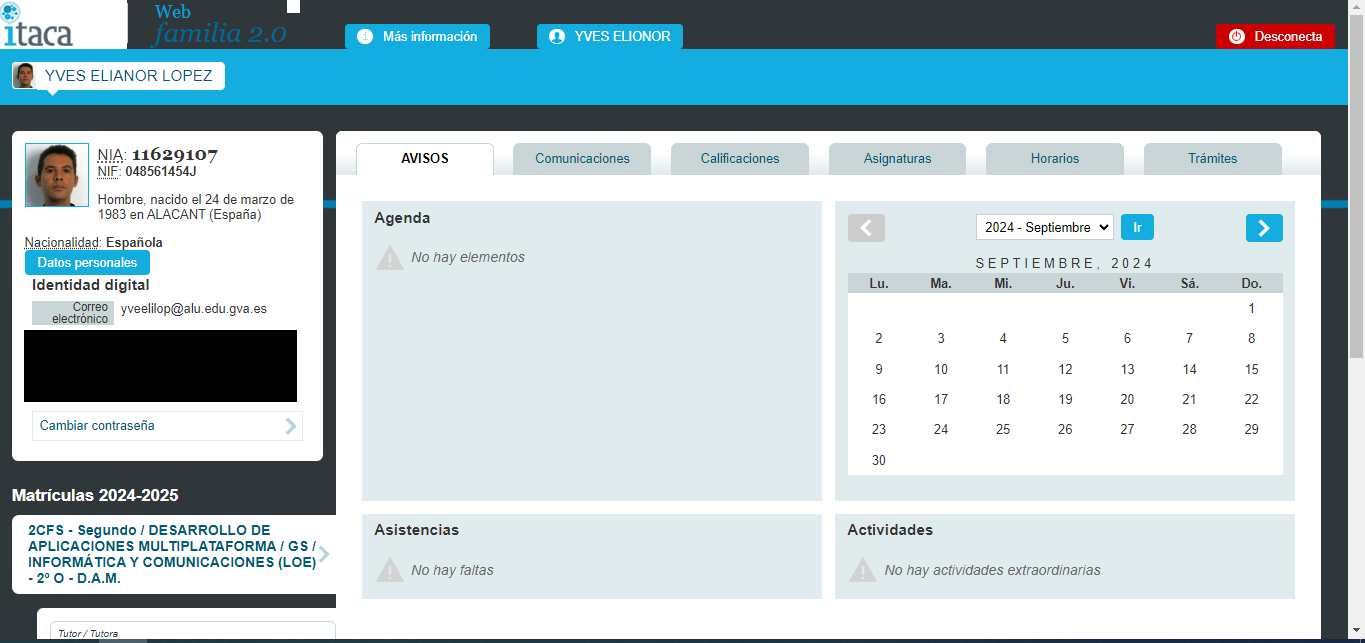 itaca
Web
familia 2.0
Más información
YVES ELIONOR
Desconecta
YVES ELIANOR LOPEZ
NIA: 11629107
NIF: 048561454J
Hombre, nacido el 24 de marzo de
1983 en ALACANT (España)
Nacionalidad: Española
Datos personales
Identidad digital
Correo
electrónico
yveelilop@alu.edu.gva.es
Cambiar contraseña
Matrículas 2024-2025
2CFS - Segundo / DESARROLLO DE
APLICACIONES MULTIPLATAFORMA / GS /
INFORMÁTICA Y COMUNICACIONES (LOE)
- 2º O - D.A.M.
Tutor / Tutora
AVISOS
Comunicaciones
Calificaciones
Asignaturas
Horarios
Trámites
Agenda
No hay elementos
2024 - Septiembre
Ir
SEPTIEMBRE, 2024
Lu. Ma. Mi. Ju. Vi. Sá. Do.
1
2 3 4 5 6 7 8
9 10 11 12 13 14 15
16 17 18 19 20 21 22
23 24 25 26 27 28 29
30
Asistencias
No hay faltas
Actividades
No hay actividades extraordinarias